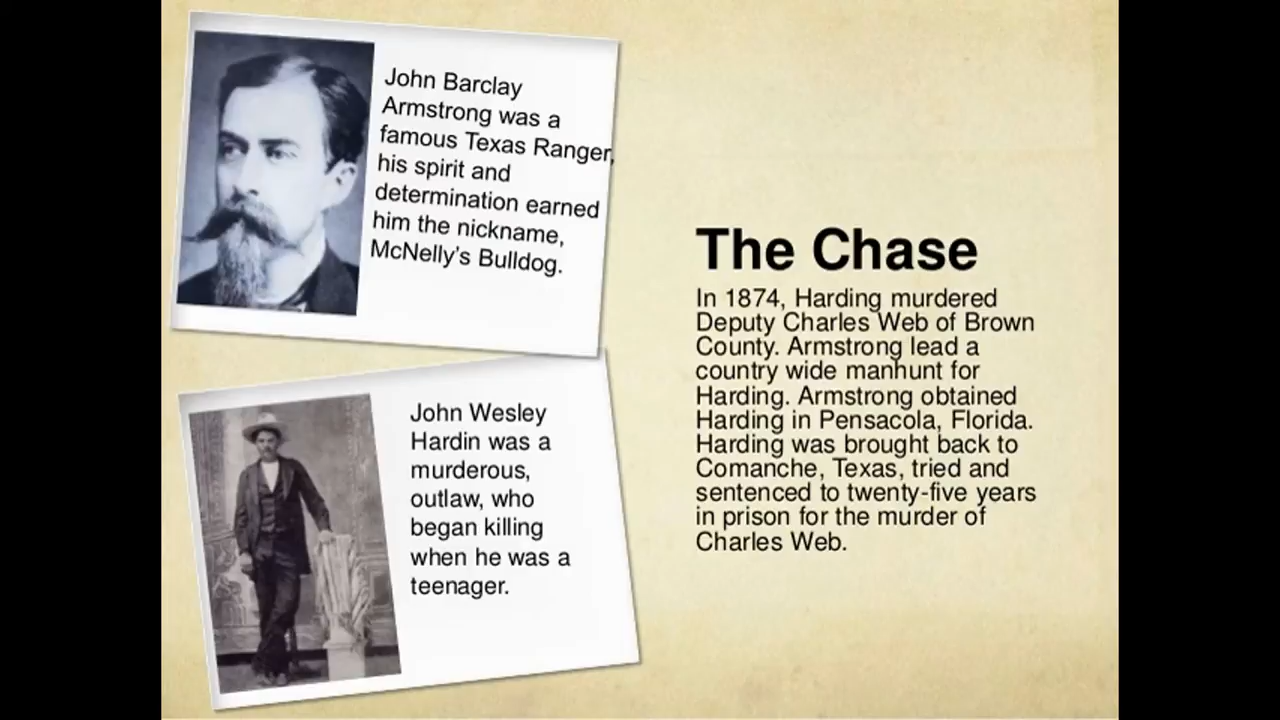 John Barclay
Armstrong was a
famous Texas Ranger,
his spirit and
determination earned
him the nickname,
McNelly's Bulldog.
John Wesley
Hardin was a
murderous,
outlaw, who
began killing
when he was a
teenager.
The Chase
In 1874, Harding murdered
Deputy Charles Web of Brown
County. Armstrong lead a
country wide manhunt for
Harding. Armstrong obtained
Harding in Pensacola, Florida.
Harding was brought back to
Comanche, Texas, tried and
sentenced to twenty-five years
in prison for the murder of
Charles Web.